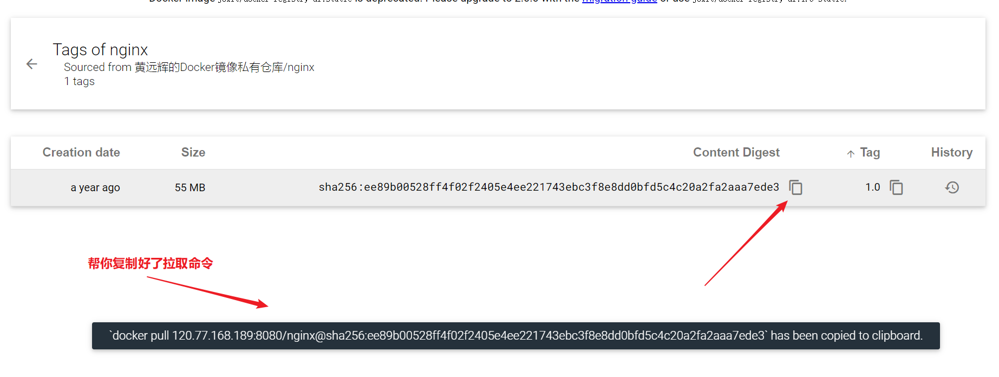 Docker image joxit/docker-registry-ui:static is deprecated. Please upgrade to 2.0.0 with the migration guide or use joxit/docker-registry-ui:1.5-static.
Tags of nginx
Sourced from 黄远辉的Docker镜像私有仓库/nginx
1 tags
Creation date Size Content Digest Tag History
a year ago 55 MB sha256:ee89b00528ff4f02f2405e4ee221743ebc3f8e8dd0bfd5c4c20a2fa2aaa7ede3 1.0
帮你复制好了拉取命令
`docker pull 120.77.168.189:8080/nginx@sha256:ee89b00528ff4f02f2405e4ee221743ebc3f8e8dd0bfd5c4c20a2fa2aaa7ede3` has been copied to clipboard.